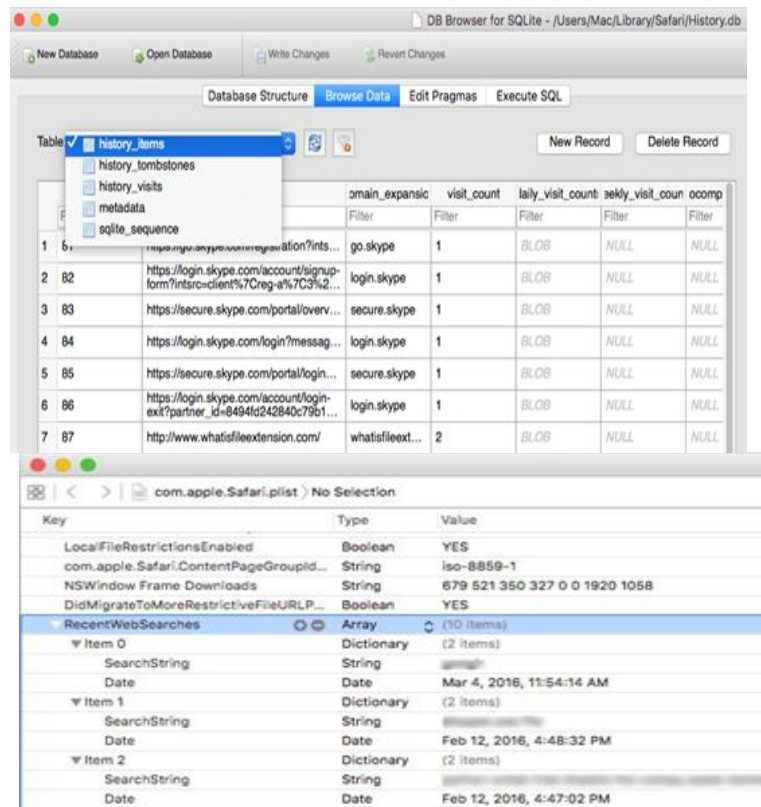 DB Browser for SQLite - /Users/Mac/Library/Safari/History.db
New Database Open Database Write Changes Revert Changes
Database Structure Browse Data Edit Pragmas Execute SQL
Table history_items New Record Delete Record
history_tombstones
history_visits
metadata
sqlite_sequence
visit_count
Filter Filter Filter Filter Filter
1 go.skype 1 BLOB NULL NULL
2 82 https://login.skype.com/account/signup-form?intsrc=client%7Creg-a%7C3%2... login.skype 1 BLOB NULL NULL
3 83 https://secure.skype.com/portal/overv... secure.skype 1 BLOB NULL NULL
4 84 https://login.skype.com/login?messag... login.skype 1 BLOB NULL NULL
5 85 https://secure.skype.com/portal/login... secure.skype 1 BLOB NULL NULL
6 86 https://login.skype.com/account/login-exit?partner_id=8494fd242840c79b1... login.skype 1 BLOB NULL NULL
7 87 http://www.whatisfileextension.com/ whatisfileext... 2 BLOB NULL NULL
com.apple.Safari.plist No Selection
Key Type Value
LocalFileRestrictionsEnabled Boolean YES
com.apple.Safari.ContentPageGroupId... String iso-8859-1
NSWindow Frame Downloads String 679 521 350 327 0 0 1920 1058
DidMigrateToMoreRestrictiveFileURLP... Boolean YES
RecentWebSearches Array (10 items)
Item 0 Dictionary (2 items)
SearchString String
Date Date Mar 4, 2016, 11:54:14 AM
Item 1 Dictionary (2 items)
SearchString String
Date Date Feb 12, 2016, 4:48:32 PM
Item 2 Dictionary (2 items)
SearchString String
Date Date Feb 12, 2016, 4:47:02 PM